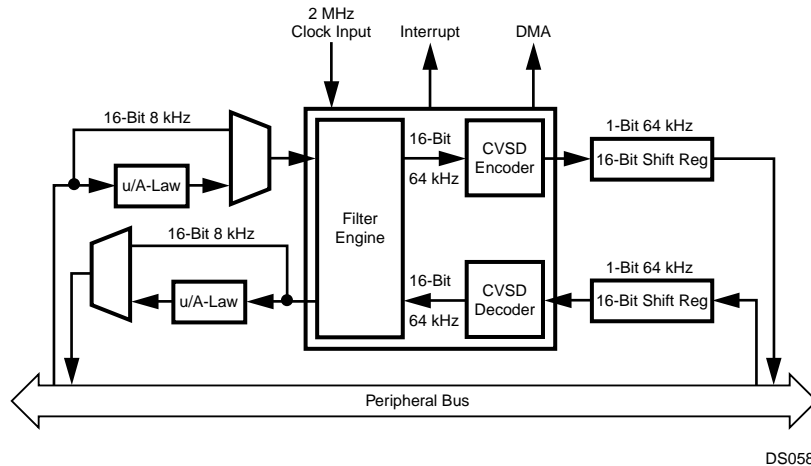 2 MHz
Clock Input
Interrupt
DMA
16-Bit 8 kHz
u/A-Law
16-Bit
64 kHz
CVSD
Encoder
1-Bit 64 kHz
16-Bit Shift Reg
Filter
Engine
16-Bit 8 kHz
u/A-Law
16-Bit
64 kHz
CVSD
Decoder
1-Bit 64 kHz
16-Bit Shift Reg
Peripheral Bus
DS058